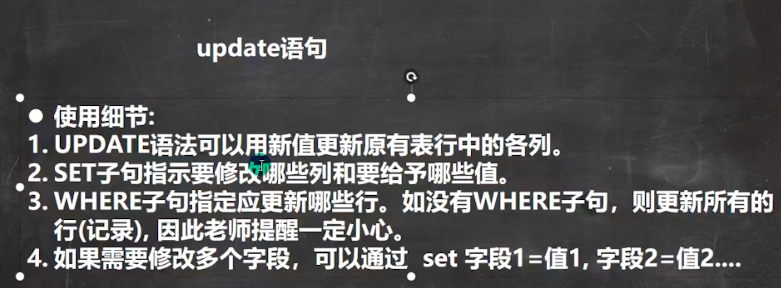 update语句
● 使用细节:
1. UPDATE语法可以用新值更新原有表行中的各列。
2. SET子句指示要修改哪些列和要给予哪些值。
3. WHERE子句指定应更新哪些行。如没有WHERE子句，则更新所有的
行(记录), 因此老师提醒一定小心。
4. 如果需要修改多个字段，可以通过 set 字段1=值1, 字段2=值2....